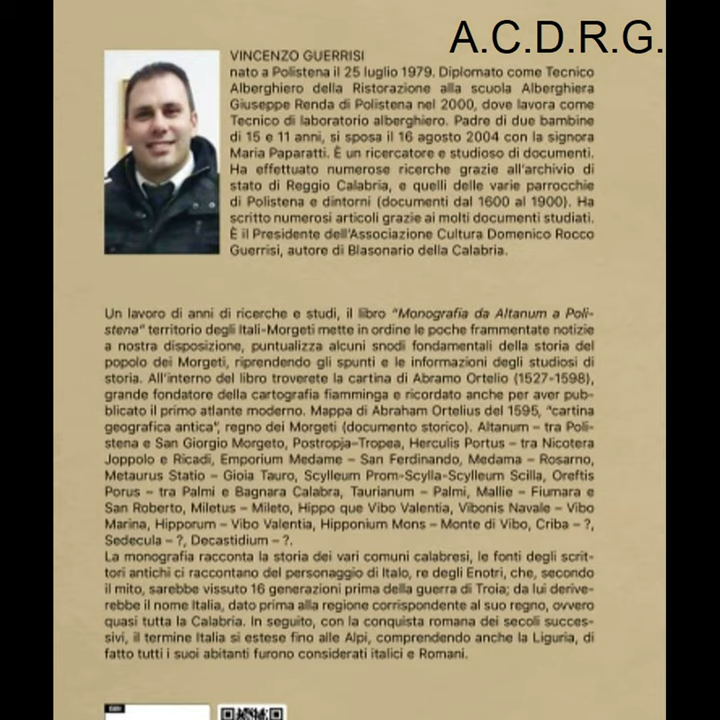 A.C.D.R.G.
VINCENZO GUERRISI
nato a Polistena il 25 luglio 1979. Diplomato come Tecnico
Alberghiero della Ristorazione alla scuola Alberghiera
Giuseppe Renda di Polistena nel 2000, dove lavora come
Tecnico di laboratorio alberghiero. Padre di due bambine
di 15 e 11 anni, si sposa il 16 agosto 2004 con la signora
Maria Paparatti. È un ricercatore e studioso di documenti.
Ha effettuato numerose ricerche grazie all'archivio di
stato di Reggio Calabria, e quelli delle varie parrocchie
di Polistena e dintorni (documenti dal 1600 al 1900). Ha
scritto numerosi articoli grazie ai molti documenti studiati.
È il Presidente dell'Associazione Cultura Domenico Rocco
Guerrisi, autore di Blasonario della Calabria.
Un lavoro di anni di ricerche e studi, il libro "Monografia da Altanum a Poli-
stena" territorio degli Itali-Morgeti mette in ordine le poche frammentate notizie
a nostra disposizione, puntualizza alcuni snodi fondamentali della storia del
popolo dei Morgeti, riprendendo gli spunti e le informazioni degli studiosi di
storia. All'interno del libro troverete la cartina di Abramo Ortelio (1527-1598),
grande fondatore della cartografia fiamminga e ricordato anche per aver pub-
blicato il primo atlante moderno. Mappa di Abraham Ortelius del 1595, "cartina
geografica antica", regno dei Morgeti (documento storico). Altanum – tra Poli-
stena e San Giorgio Morgeto, Postropja-Tropea, Herculis Portus – tra Nicotera
Joppolo e Ricadi, Emporium Medame – San Ferdinando, Medama – Rosarno,
Metaurus Statio – Gioia Tauro, Scylleum Prom-Scylla-Scylleum Scilla, Oreftis
Porus – tra Palmi e Bagnara Calabra, Taurianum – Palmi, Mallie – Fiumara e
San Roberto, Miletus – Mileto, Hippo que Vibo Valentia, Vibonis Navale – Vibo
Marina, Hipporum – Vibo Valentia, Hipponium Mons – Monte di Vibo, Criba – ?,
Sedecula – ?, Decastidium – ?.
La monografia racconta la storia dei vari comuni calabresi, le fonti degli scrit-
tori antichi ci raccontano del personaggio di Italo, re degli Enotri, che, secondo
il mito, sarebbe vissuto 16 generazioni prima della guerra di Troia; da lui derive-
rebbe il nome Italia, dato prima alla regione corrispondente al suo regno, ovvero
quasi tutta la Calabria. In seguito, con la conquista romana dei secoli succes-
sivi, il termine Italia si estese fino alle Alpi, comprendendo anche la Liguria, di
fatto tutti i suoi abitanti furono considerati italici e Romani.